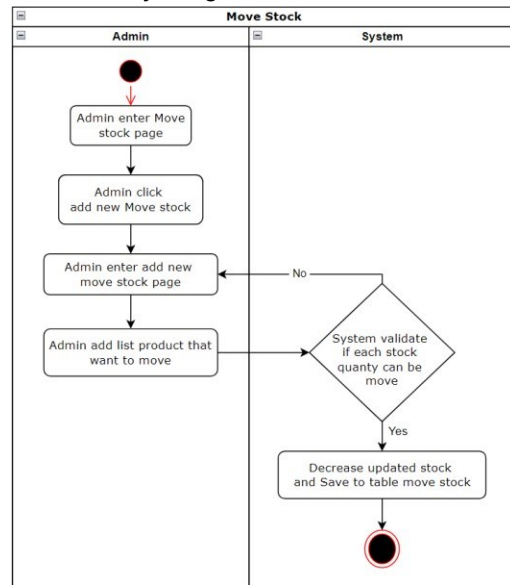 Move Stock
Admin
System
Admin enter Move
stock page
Admin click
add new Move stock
Admin enter add new
move stock page
No
Admin add list product that
want to move
System validate
if each stock
quanty can be
move
Yes
Decrease updated stock
and Save to table move stock